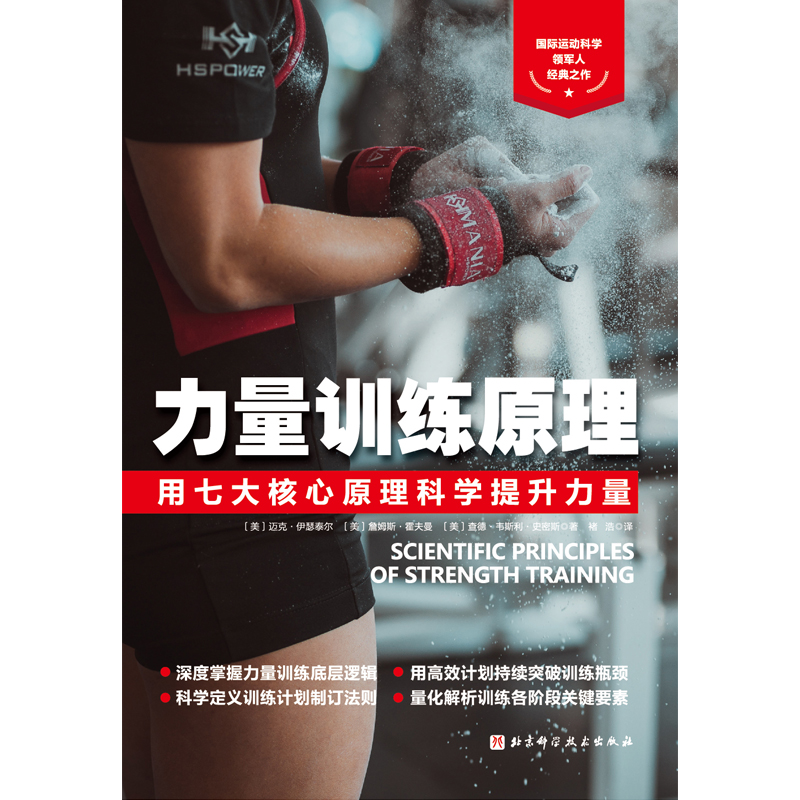 HSPOWER
国际运动科学
领军人
经典之作
MANIA
力量训练原理
用七大核心原理科学提升力量
［美］迈克·伊瑟泰尔 ［美］詹姆斯·霍夫曼 ［美］查德·韦斯利·史密斯 著 褚 浩 译
SCIENTIFIC PRINCIPLES
OF STRENGTH TRAINING
深度掌握力量训练底层逻辑
用高效计划持续突破训练瓶颈
科学定义训练计划制订法则
量化解析训练各阶段关键要素
北京科学技术出版社